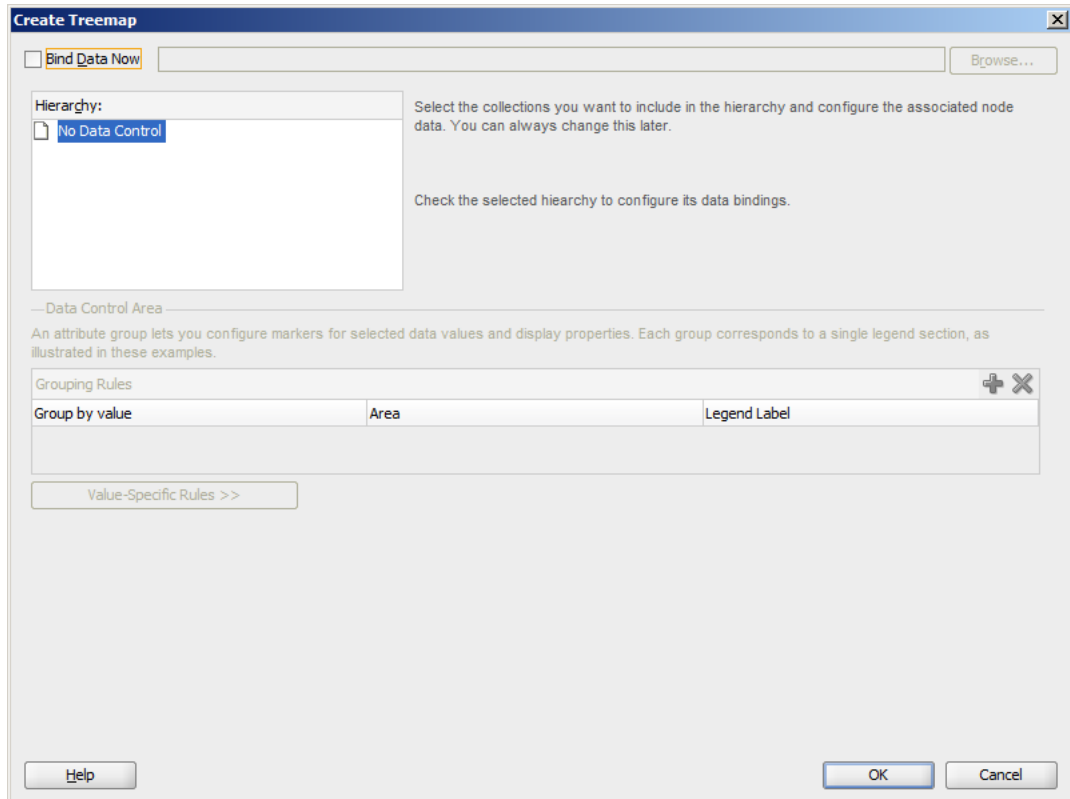 Create Treemap
Bind Data Now
Browse...
Hierarchy:
No Data Control
Select the collections you want to include in the hierarchy and configure the associated node
data. You can always change this later.
Check the selected hiearchy to configure its data bindings.
Data Control Area
An attribute group lets you configure markers for selected data values and display properties. Each group corresponds to a single legend section, as
illustrated in these examples.
Grouping Rules
Group by value Area Legend Label
Value-Specific Rules >>
Help OK Cancel